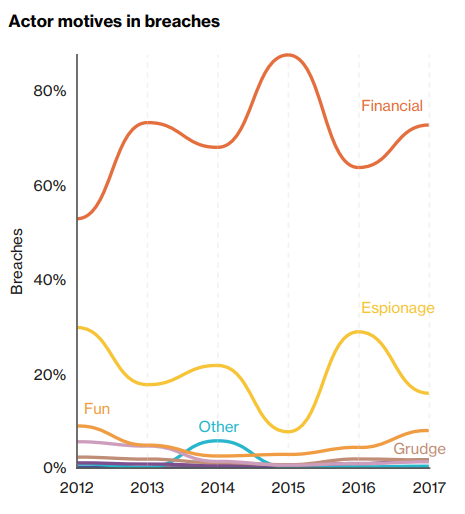 Actor motives in breaches
80%
Financial
60%
Breaches
40%
Espionage
20%
Fun
Other
Grudge
0%
2012 2013 2014 2015 2016 2017